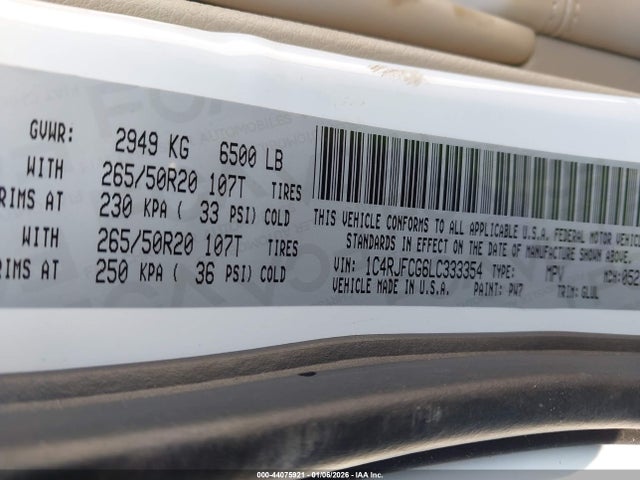 GVWR: 2949 KG 6500 LB
WITH 265/50R20 107T TIRES
RIMS AT 230 KPA ( 33 PSI) COLD
WITH 265/50R20 107T TIRES
RIMS AT 250 KPA ( 36 PSI) COLD
THIS VEHICLE CONFORMS TO ALL APPLICABLE U.S.A. FEDERAL MOTOR
STANDARDS IN EFFECT ON THE DATE OF MANUFACTURE SHOWN ABOVE.
VIN: 1C4RJFCG6LC333354 TYPE: MPV MDH: 052
VEHICLE MADE IN U.S.A. PAINT: PW7 TRIM: GLUL
000-44075921 - 01/06/2026 - IAA Inc.